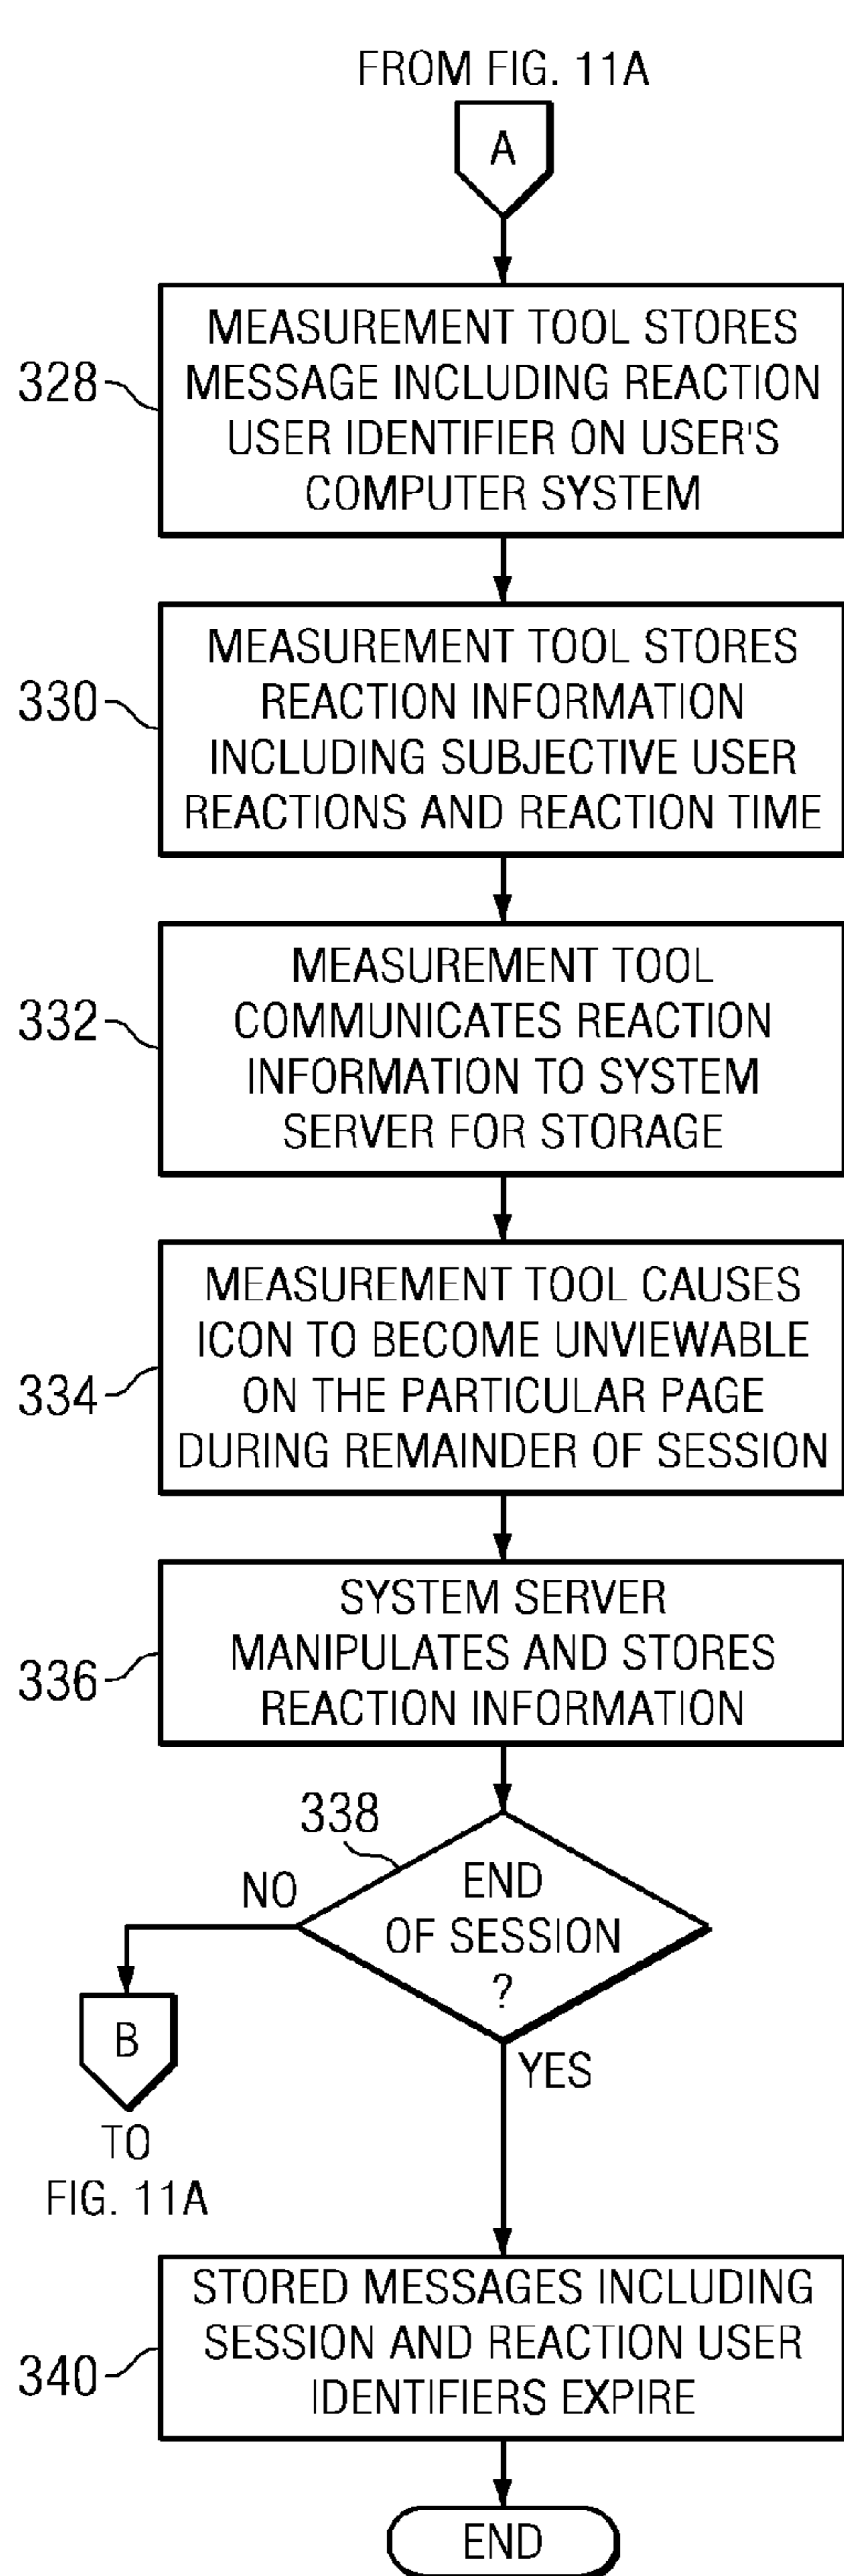 FROM FIG. 11A
A
328
MEASUREMENT TOOL STORES
MESSAGE INCLUDING REACTION
USER IDENTIFIER ON USER'S
COMPUTER SYSTEM
330
MEASUREMENT TOOL STORES
REACTION INFORMATION
INCLUDING SUBJECTIVE USER
REACTIONS AND REACTION TIME
332
MEASUREMENT TOOL
COMMUNICATES REACTION
INFORMATION TO SYSTEM
SERVER FOR STORAGE
334
MEASUREMENT TOOL CAUSES
ICON TO BECOME UNVIEWABLE
ON THE PARTICULAR PAGE
DURING REMAINDER OF SESSION
336
SYSTEM SERVER
MANIPULATES AND STORES
REACTION INFORMATION
338
END
OF SESSION
?
NO
B
TO
FIG. 11A
YES
340
STORED MESSAGES INCLUDING
SESSION AND REACTION USER
IDENTIFIERS EXPIRE
END